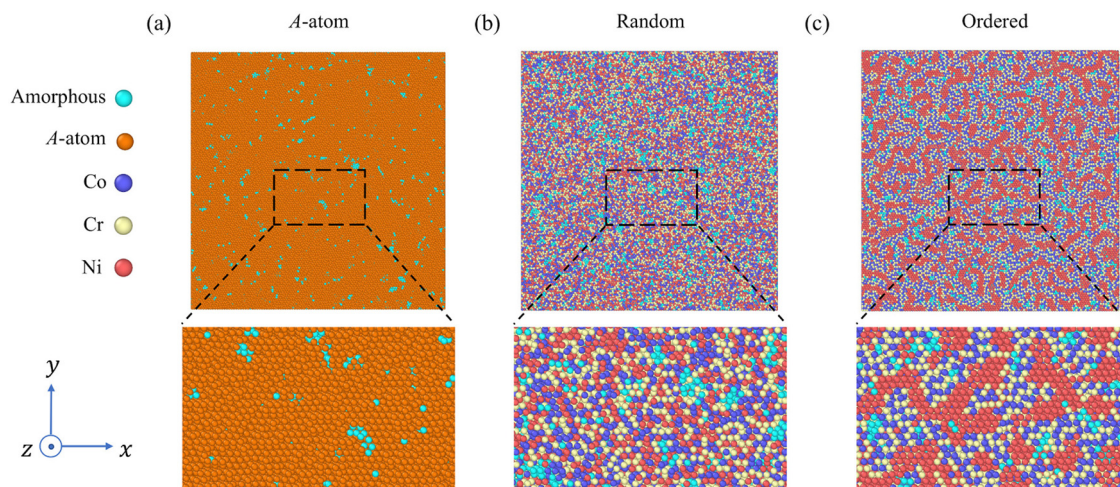 (a) A-atom (b) Random (c) Ordered
Amorphous
A-atom
Co
Cr
Ni
y
z x